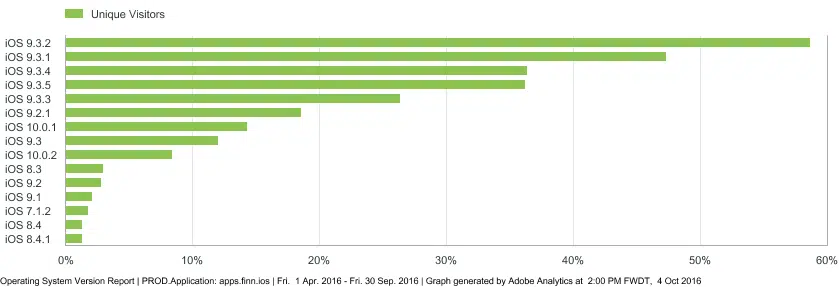 Unique Visitors
iOS 9.3.2
iOS 9.3.1
iOS 9.3.4
iOS 9.3.5
iOS 9.3.3
iOS 9.2.1
iOS 10.0.1
iOS 9.3
iOS 10.0.2
iOS 8.3
iOS 9.2
iOS 9.1
iOS 7.1.2
iOS 8.4
iOS 8.4.1
0% 10% 20% 30% 40% 50% 60%
Operating System Version Report | PROD.Application: apps.finn.ios | Fri. 1 Apr. 2016 - Fri. 30 Sep. 2016 | Graph generated by Adobe Analytics at 2:00 PM FWDT, 4 Oct 2016